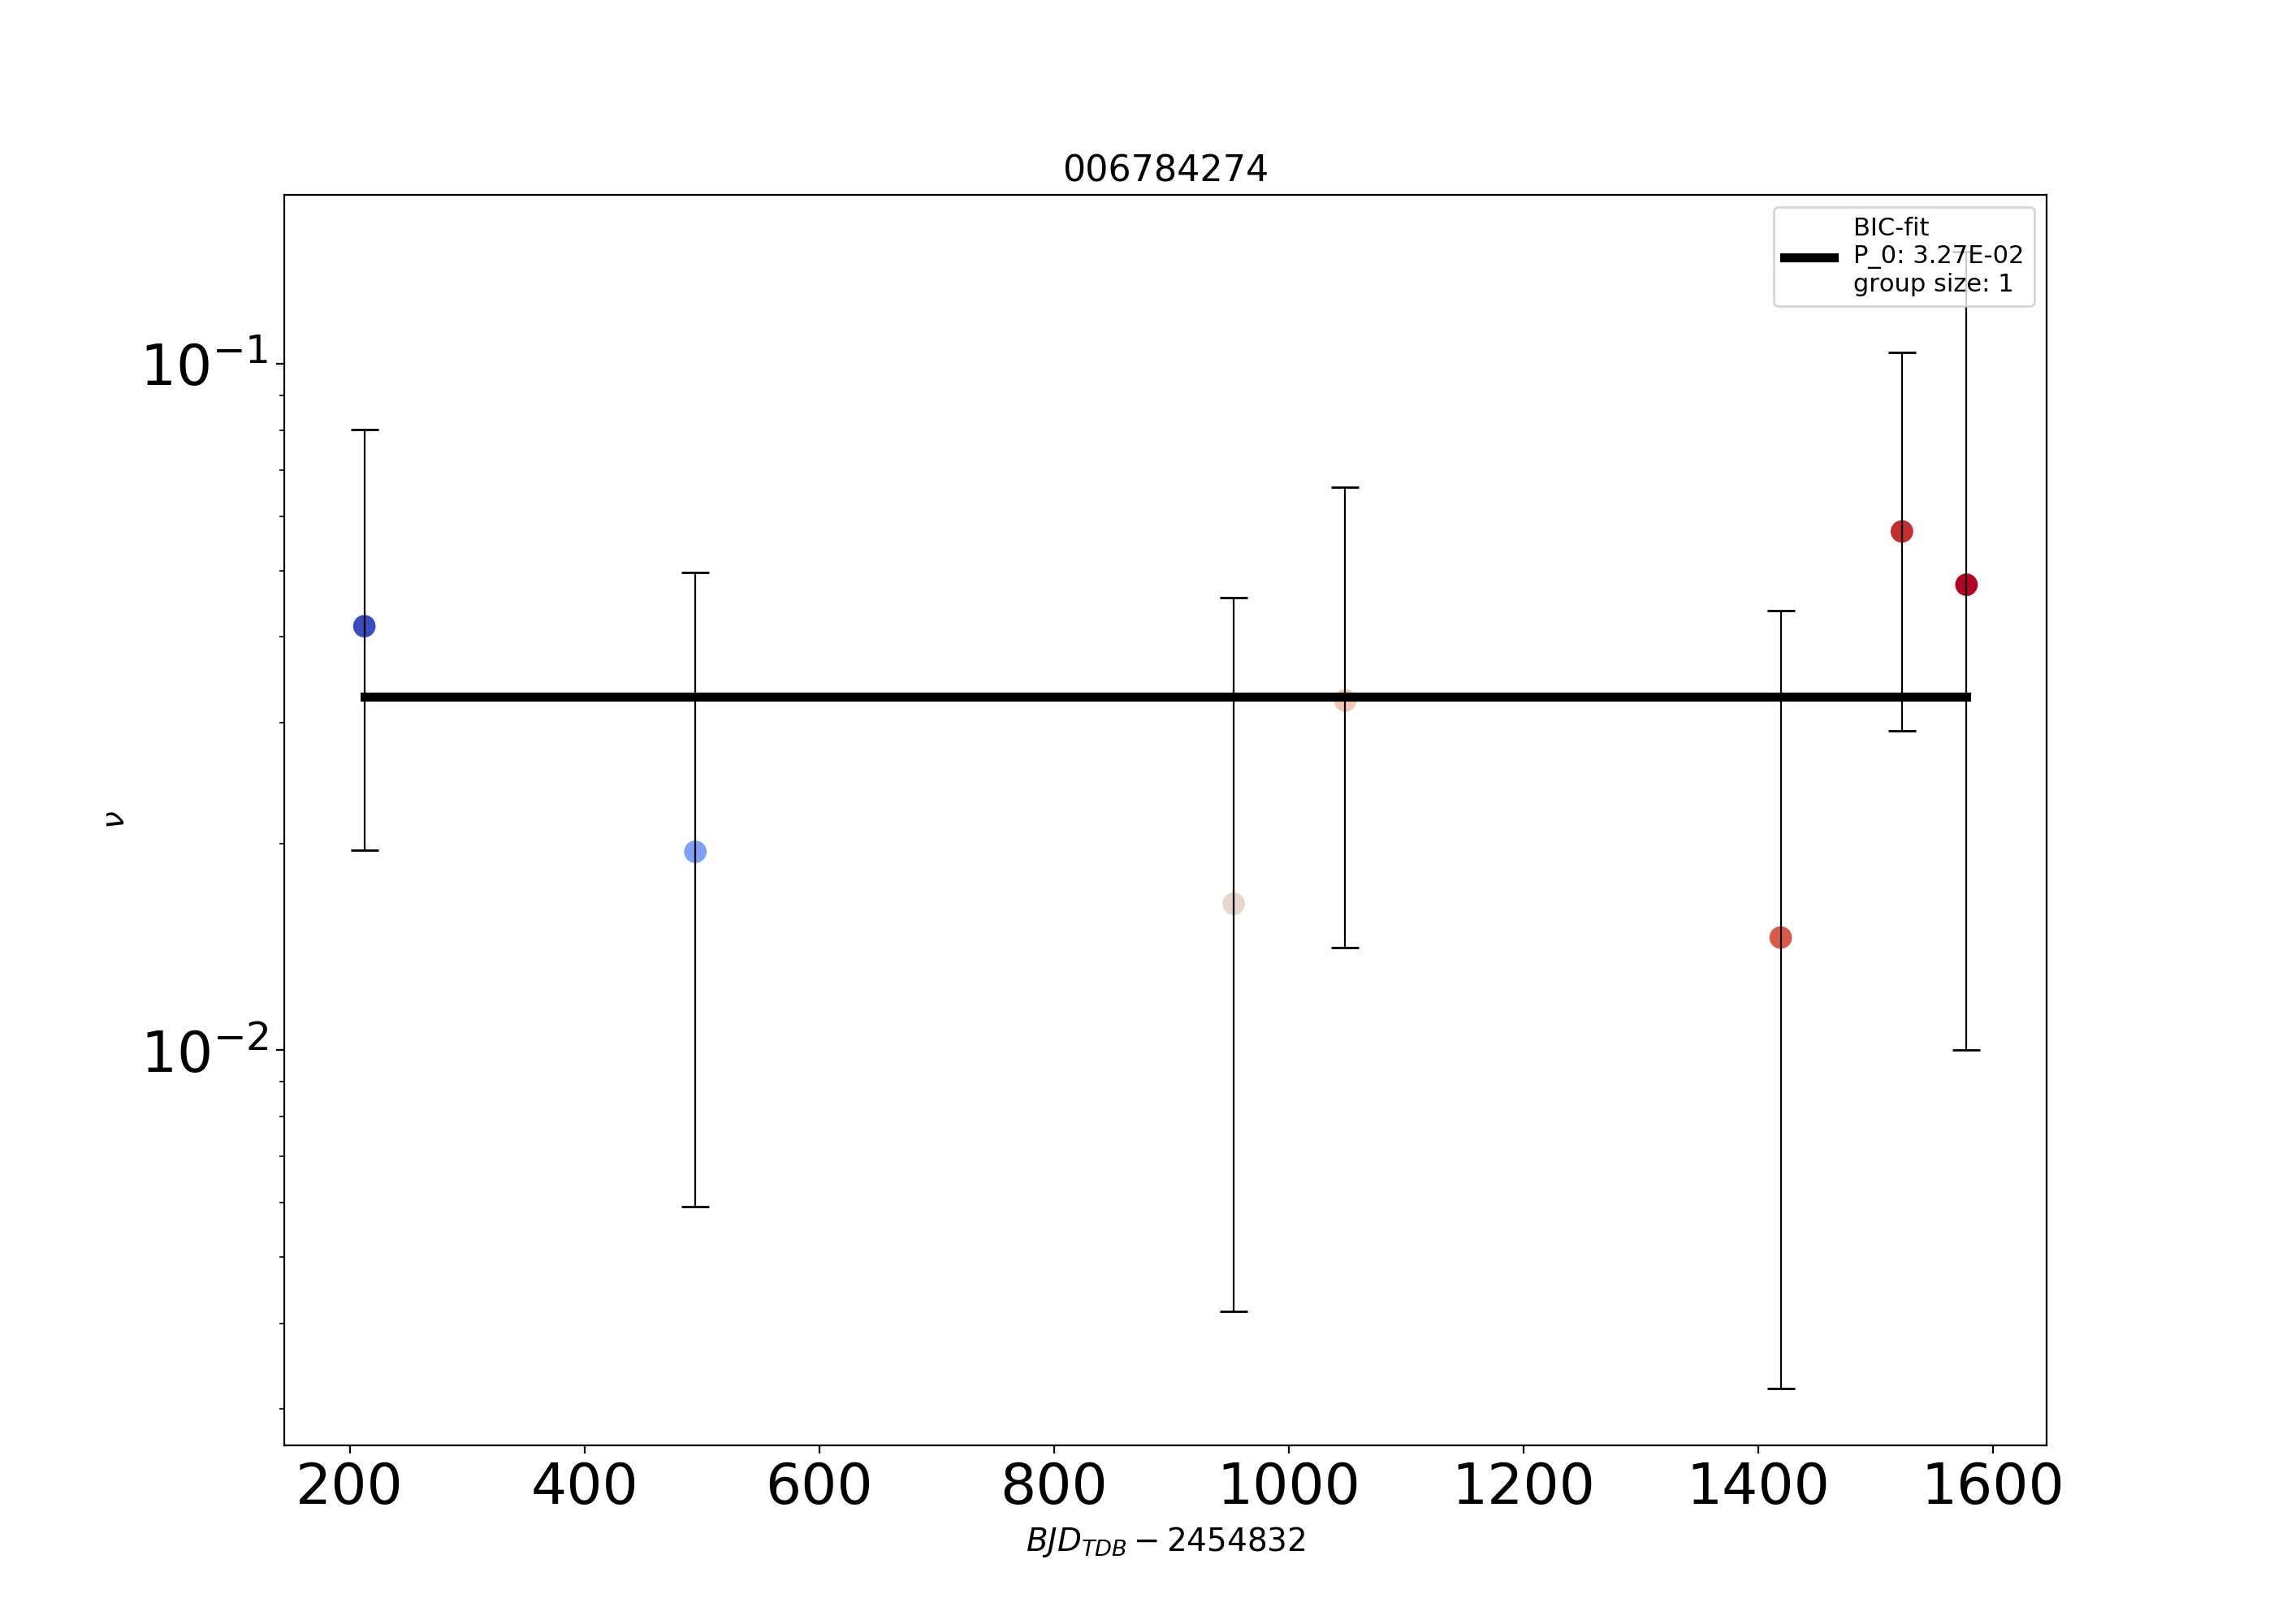 006784274
BIC-fit
P_0: 3.27E-02
group size: 1
10⁻¹
10⁻²
ν
200 400 600 800 1000 1200 1400 1600
BJD_TDB − 2454832